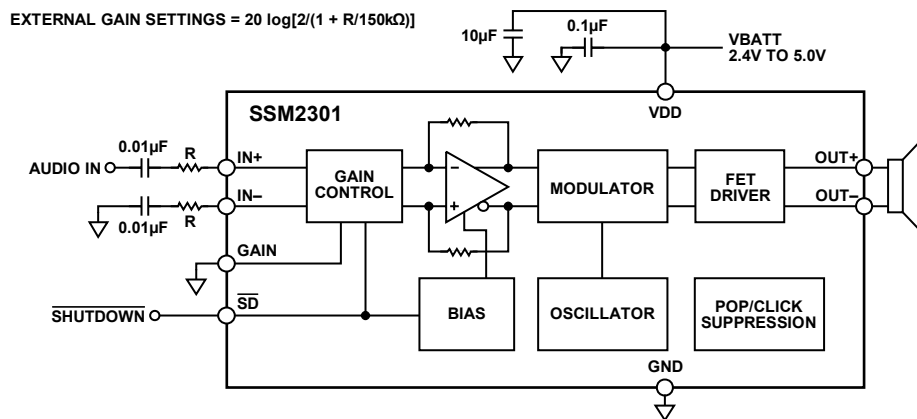 EXTERNAL GAIN SETTINGS = 20 log[2/(1 + R/150kΩ)]
10µF
0.1µF
VBATT
2.4V TO 5.0V
SSM2301
VDD
0.01µF
R
AUDIO IN
IN+
GAIN
CONTROL
−
+
MODULATOR
FET
DRIVER
OUT+
OUT−
IN−
0.01µF
R
GAIN
SHUTDOWN
SD
BIAS
OSCILLATOR
POP/CLICK
SUPPRESSION
GND